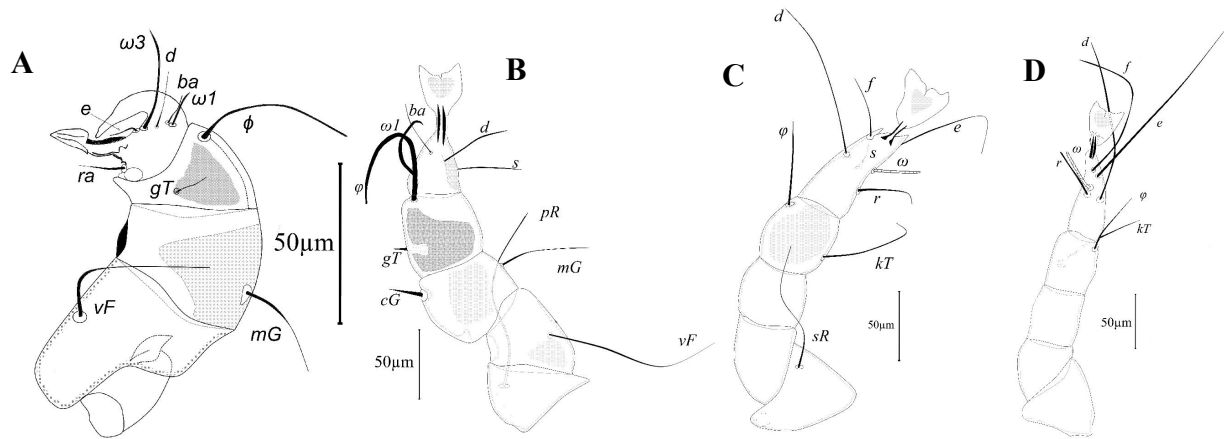 A
ω3
d
ba
ω1
e
ϕ
ra
gT
50µm
vF
mG
B
ω1
ba
d
φ
s
pR
gT
mG
cG
50µm
vF
C
d
f
φ
e
s
ω
r
kT
50µm
sR
D
d
f
e
ω
r
φ
kT
50µm